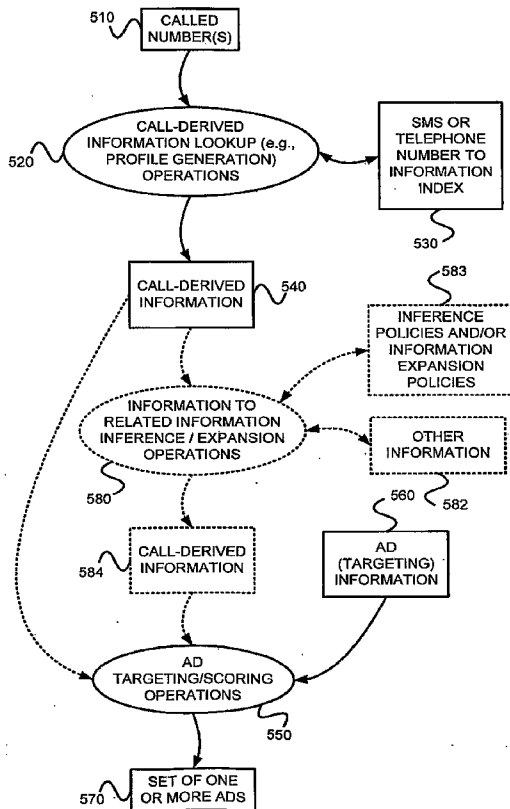 510
CALLED
NUMBER(S)
CALL-DERIVED
INFORMATION LOOKUP (e.g.,
PROFILE GENERATION)
OPERATIONS
520
SMS OR
TELEPHONE
NUMBER TO
INFORMATION
INDEX
530
CALL-DERIVED
INFORMATION
540
583
INFERENCE
POLICIES AND/OR
INFORMATION
EXPANSION
POLICIES
INFORMATION TO
RELATED INFORMATION
INFERENCE / EXPANSION
OPERATIONS
580
OTHER
INFORMATION
582
560
584
CALL-DERIVED
INFORMATION
AD
(TARGETING)
INFORMATION
AD
TARGETING/SCORING
OPERATIONS
550
570
SET OF ONE
OR MORE ADS